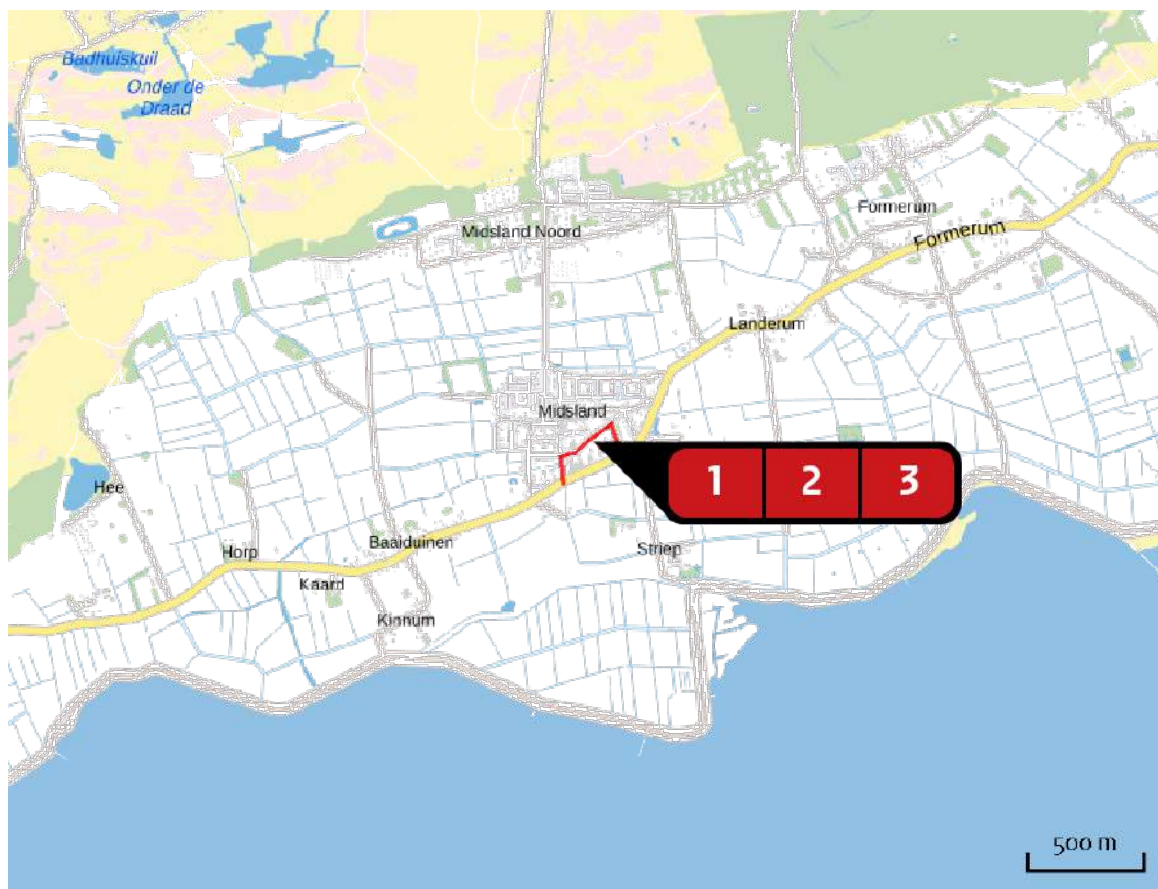 Badhuiskuil
Onder de
Draad
Formerum
Midsland Noord
Formerum
Landerum
Midsland
1 2 3
Hee
Baaiduinen
Horp
Striep
Kaard
Kinnum
500 m